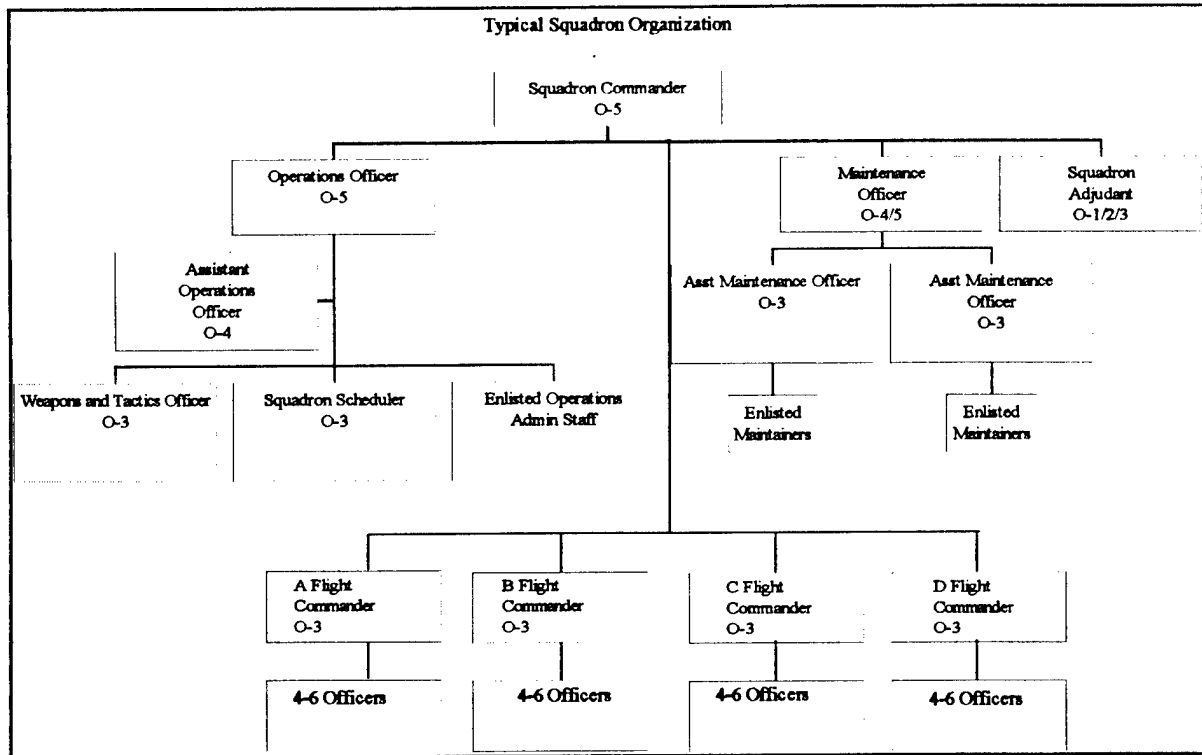 Typical Squadron Organization
Squadron Commander
O-5
Operations Officer
O-5
Maintenance
Officer
O-4/5
Squadron
Adjudant
O-1/2/3
Assistant
Operations
Officer
O-4
Asst Maintenance Officer
O-3
Asst Maintenance
Officer
O-3
Weapons and Tactics Officer
O-3
Squadron Scheduler
O-3
Enlisted Operations
Admin Staff
Enlisted
Maintainers
Enlisted
Maintainers
A Flight
Commander
O-3
B Flight
Commander
O-3
C Flight
Commander
O-3
D Flight
Commander
O-3
4-6 Officers
4-6 Officers
4-6 Officers
4-6 Officers